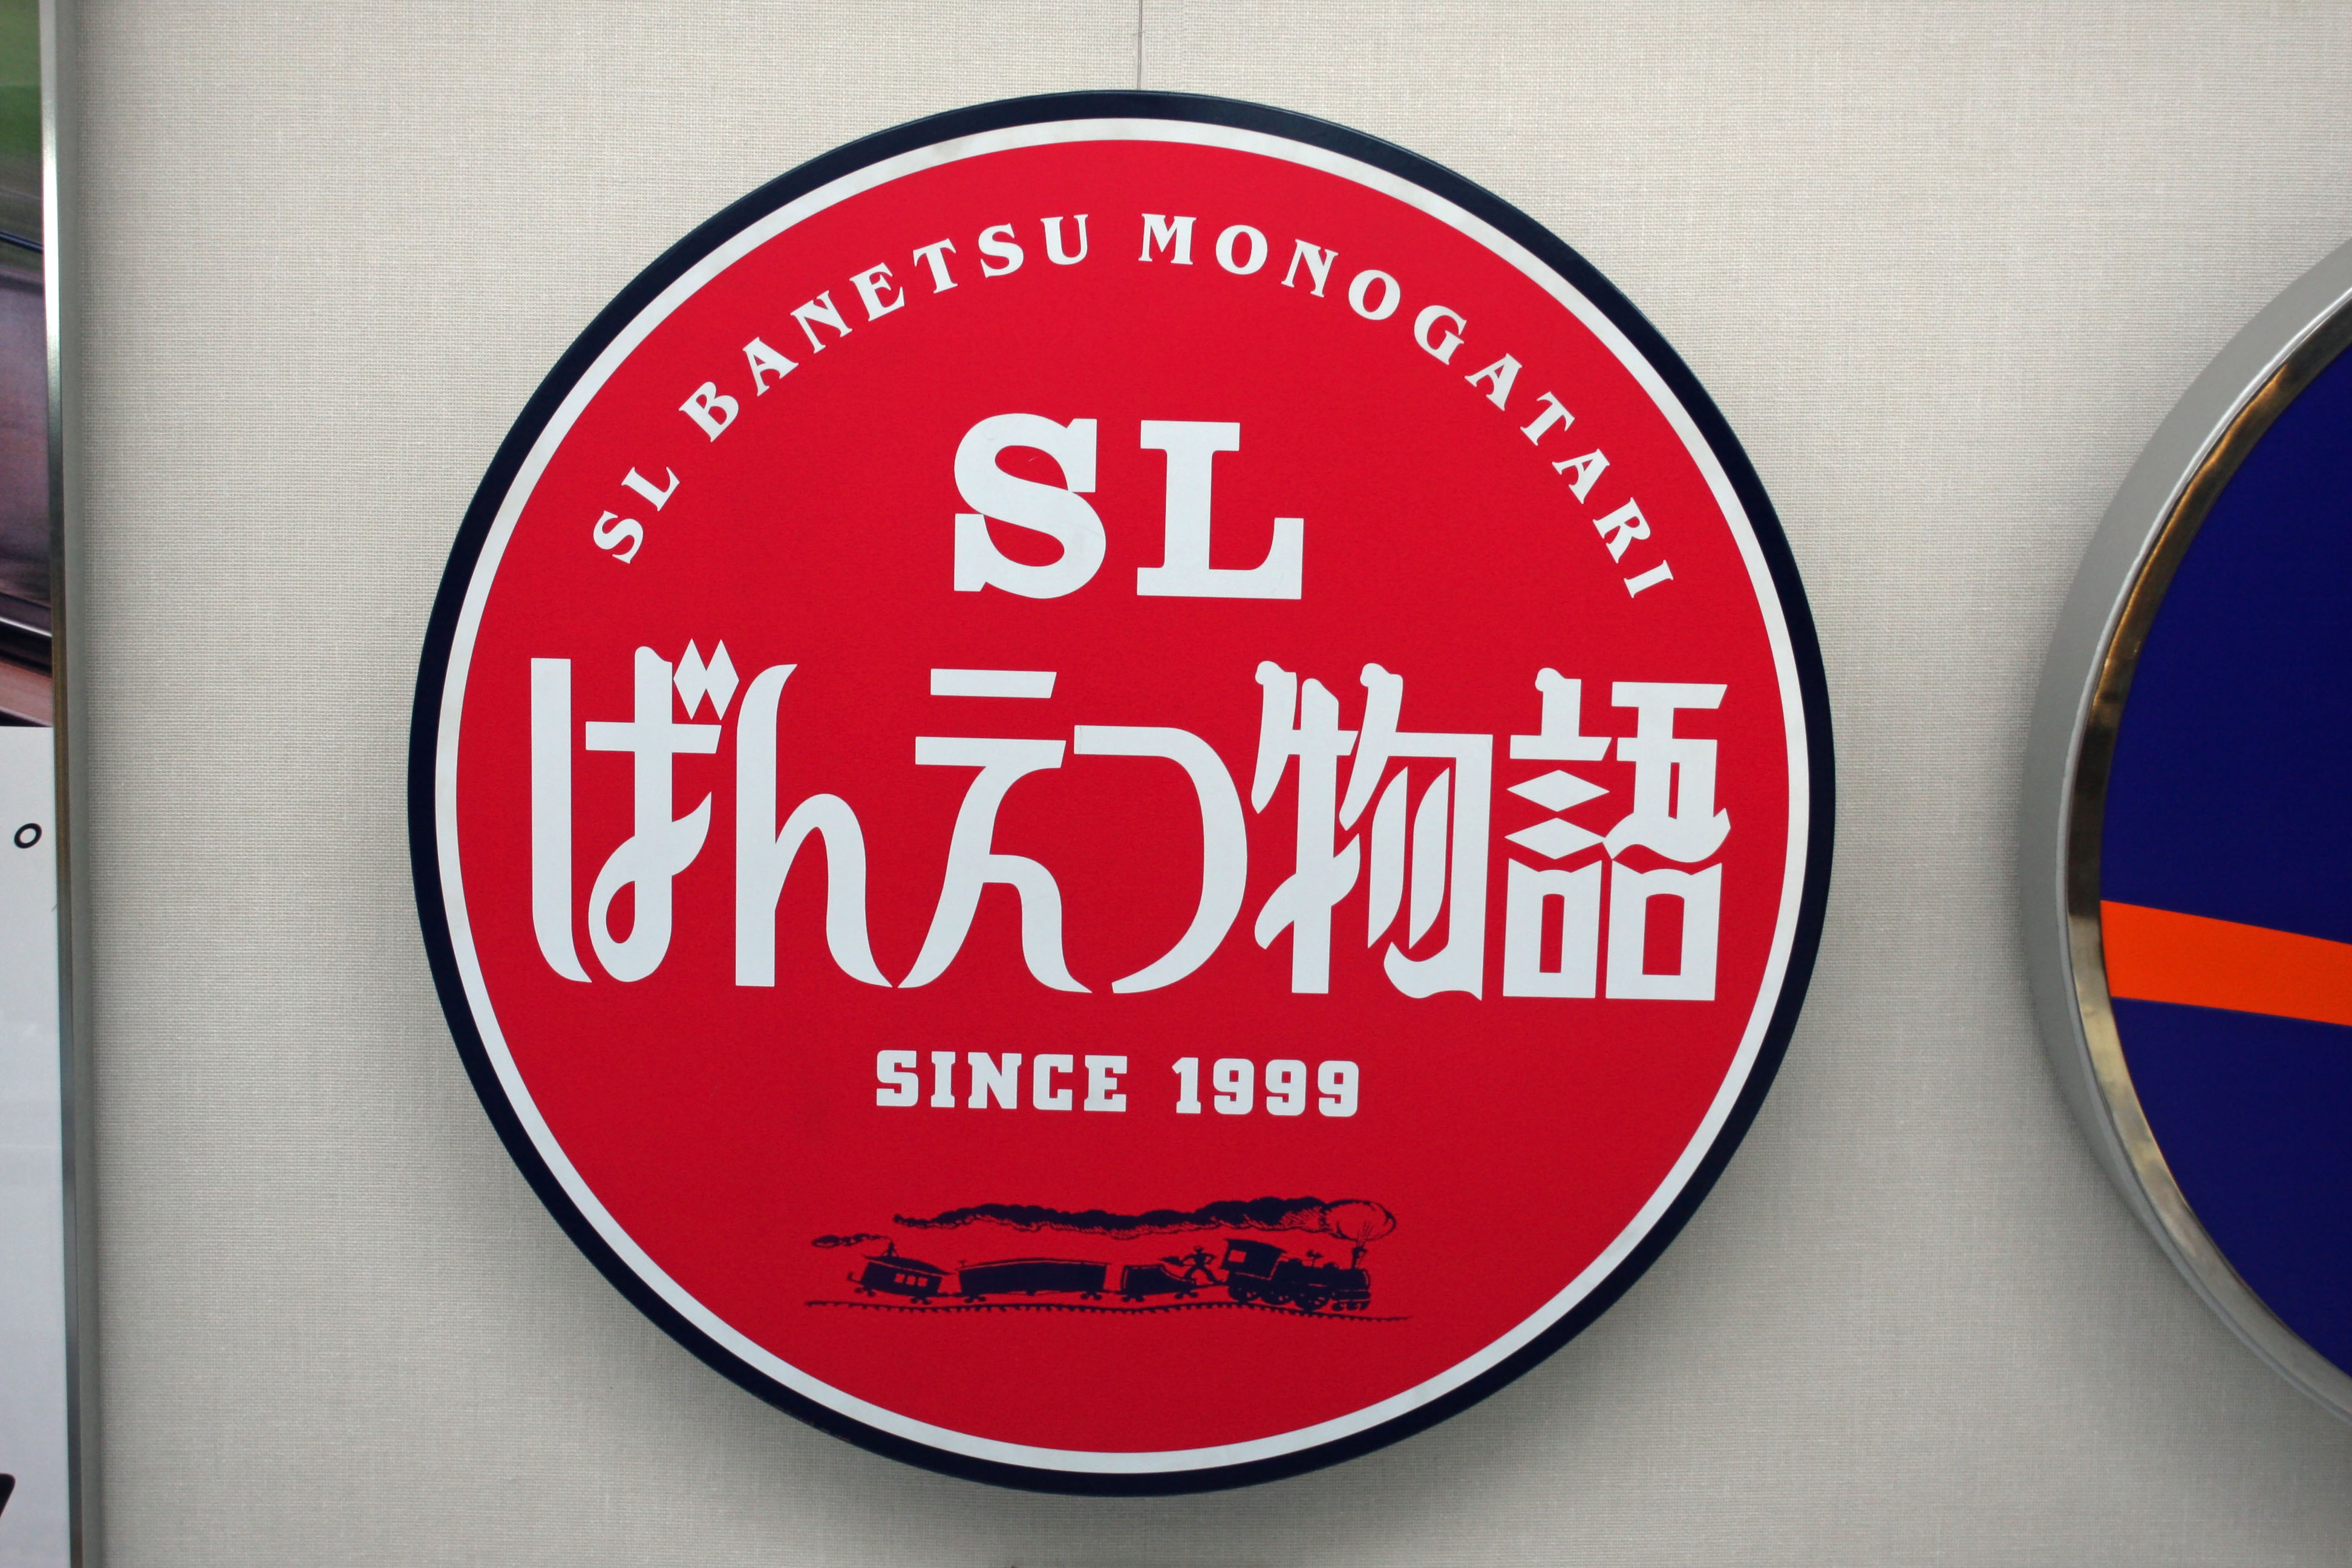 SL BANETSU MONOGATARI
SL
ばんえつ物語
SINCE 1999